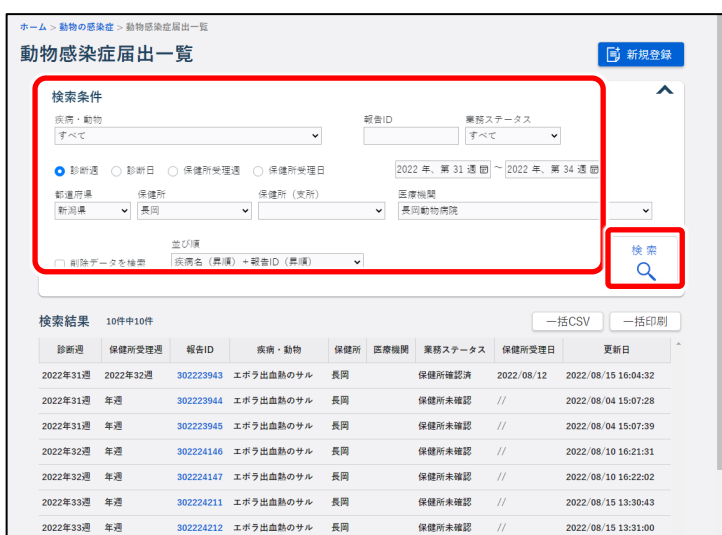 ホーム > 動物の感染症 > 動物感染症届出一覧
動物感染症届出一覧
新規登録
検索条件
疾病・動物 報告ID 業務ステータス
すべて すべて
診断週 診断日 保健所受理週 保健所受理日 2022 年、第 31 週 ~ 2022 年、第 34 週
都道府県 保健所 保健所（支所） 医療機関
新潟県 長岡 長岡動物病院
並び順
削除データを検索 疾病名（昇順）+報告ID（昇順）
検索
検索結果 10件中10件 一括CSV 一括印刷
診断週 保健所受理週 報告ID 疾病・動物 保健所 医療機関 業務ステータス 保健所受理日 更新日
2022年31週 2022年32週 302223943 エボラ出血熱のサル 長岡 保健所確認済 2022/08/12 2022/08/15 16:04:32
2022年31週 年週 302223944 エボラ出血熱のサル 長岡 保健所未確認 // 2022/08/04 15:07:28
2022年31週 年週 302223945 エボラ出血熱のサル 長岡 保健所未確認 // 2022/08/04 15:07:39
2022年32週 年週 302224146 エボラ出血熱のサル 長岡 保健所未確認 // 2022/08/10 16:21:31
2022年32週 年週 302224147 エボラ出血熱のサル 長岡 保健所未確認 // 2022/08/10 16:22:02
2022年33週 年週 302224211 エボラ出血熱のサル 長岡 保健所未確認 // 2022/08/15 13:30:43
2022年33週 年週 302224212 エボラ出血熱のサル 長岡 保健所未確認 // 2022/08/15 13:31:00